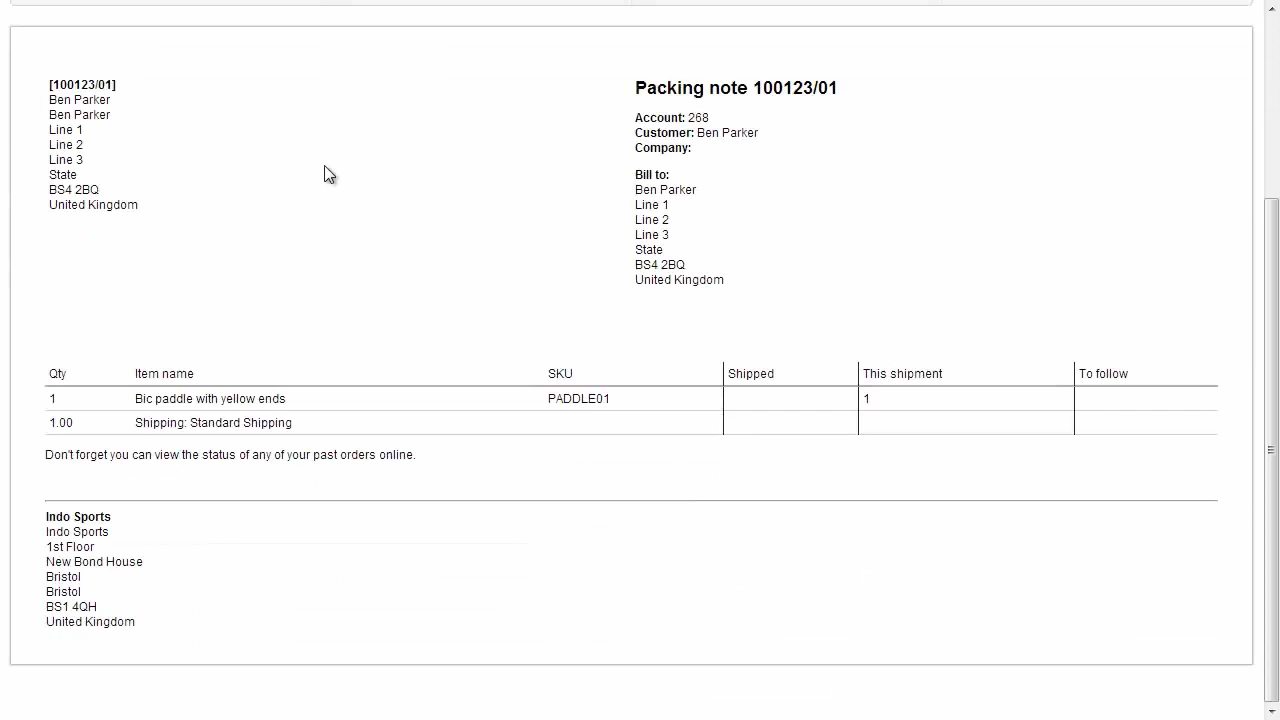 [100123/01]
Ben Parker
Ben Parker
Line 1
Line 2
Line 3
State
BS4 2BQ
United Kingdom
Packing note 100123/01
Account: 268
Customer: Ben Parker
Company:
Bill to:
Ben Parker
Line 1
Line 2
Line 3
State
BS4 2BQ
United Kingdom
Qty Item name SKU Shipped This shipment To follow
1 Bic paddle with yellow ends PADDLE01 1
1.00 Shipping: Standard Shipping
Don't forget you can view the status of any of your past orders online.
Indo Sports
Indo Sports
1st Floor
New Bond House
Bristol
Bristol
BS1 4QH
United Kingdom